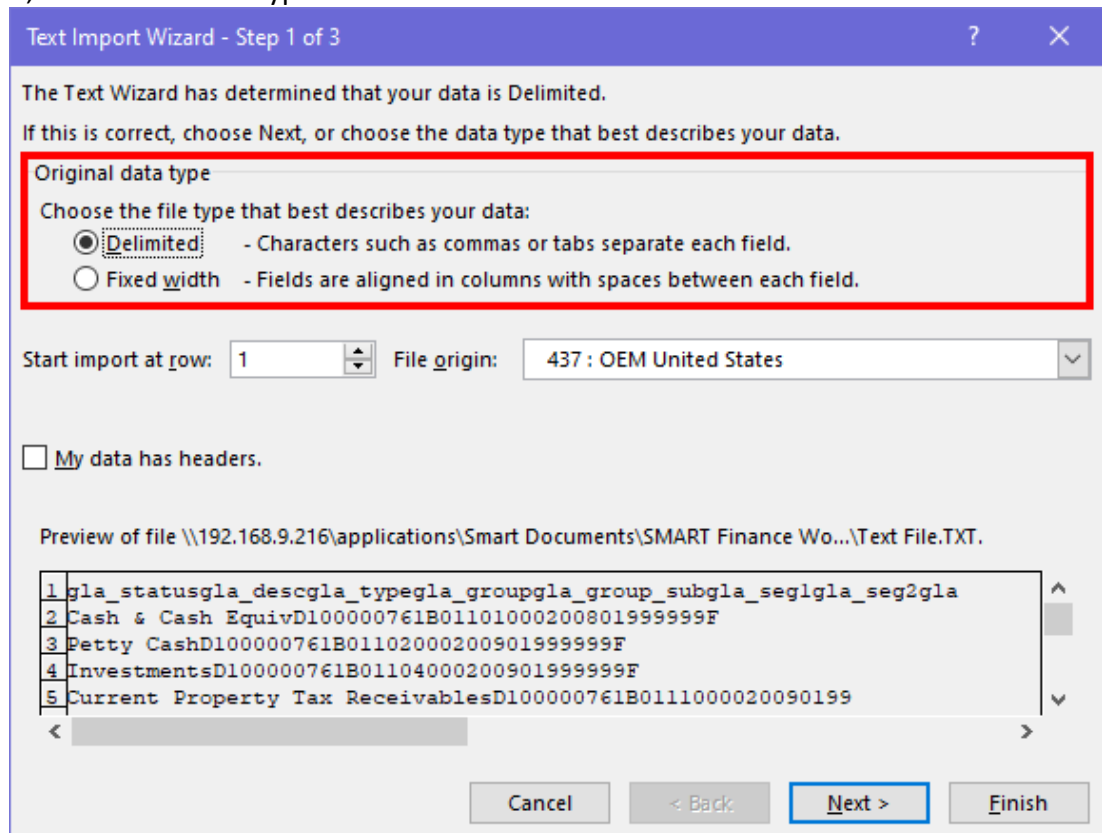 Text Import Wizard - Step 1 of 3 ? ×
The Text Wizard has determined that your data is Delimited.
If this is correct, choose Next, or choose the data type that best describes your data.
Original data type
Choose the file type that best describes your data:
Delimited - Characters such as commas or tabs separate each field.
Fixed width - Fields are aligned in columns with spaces between each field.
Start import at row: 1 File origin: 437 : OEM United States
My data has headers.
Preview of file \\192.168.9.216\applications\Smart Documents\SMART Finance Wo...\Text File.TXT.
1 gla_statusgla_descgla_typegla_groupgla_group_subgla_seg1gla_seg2gla
2 Cash & Cash EquivD100000761B01101000200801999999F
3 Petty CashD100000761B01102000200901999999F
4 InvestmentsD100000761B01104000200901999999F
5 Current Property Tax ReceivablesD100000761B0111000020090199
Cancel < Back Next > Finish